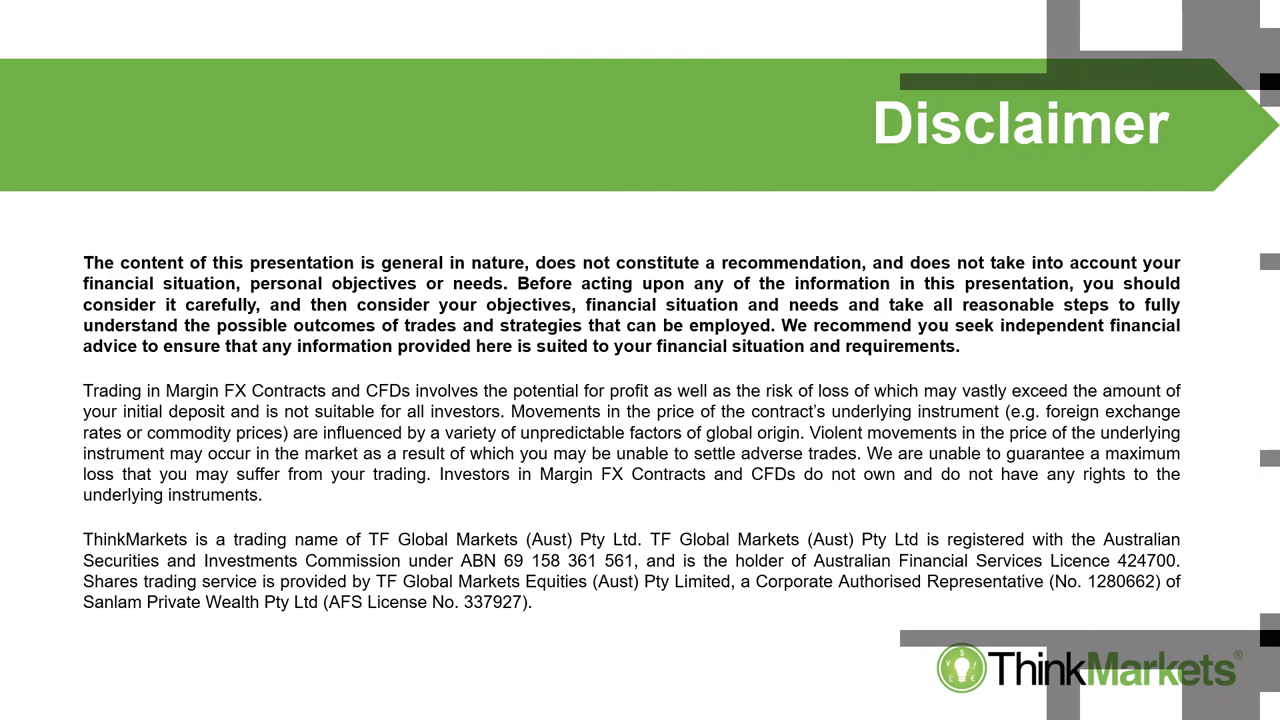 Disclaimer
The content of this presentation is general in nature, does not constitute a recommendation, and does not take into account your
financial situation, personal objectives or needs. Before acting upon any of the information in this presentation, you should
consider it carefully, and then consider your objectives, financial situation and needs and take all reasonable steps to fully
understand the possible outcomes of trades and strategies that can be employed. We recommend you seek independent financial
advice to ensure that any information provided here is suited to your financial situation and requirements.
Trading in Margin FX Contracts and CFDs involves the potential for profit as well as the risk of loss of which may vastly exceed the amount of
your initial deposit and is not suitable for all investors. Movements in the price of the contract’s underlying instrument (e.g. foreign exchange
rates or commodity prices) are influenced by a variety of unpredictable factors of global origin. Violent movements in the price of the underlying
instrument may occur in the market as a result of which you may be unable to settle adverse trades. We are unable to guarantee a maximum
loss that you may suffer from your trading. Investors in Margin FX Contracts and CFDs do not own and do not have any rights to the
underlying instruments.
ThinkMarkets is a trading name of TF Global Markets (Aust) Pty Ltd. TF Global Markets (Aust) Pty Ltd is registered with the Australian
Securities and Investments Commission under ABN 69 158 361 561, and is the holder of Australian Financial Services Licence 424700.
Shares trading service is provided by TF Global Markets Equities (Aust) Pty Limited, a Corporate Authorised Representative (No. 1280662) of
Sanlam Private Wealth Pty Ltd (AFS License No. 337927).
ThinkMarkets®